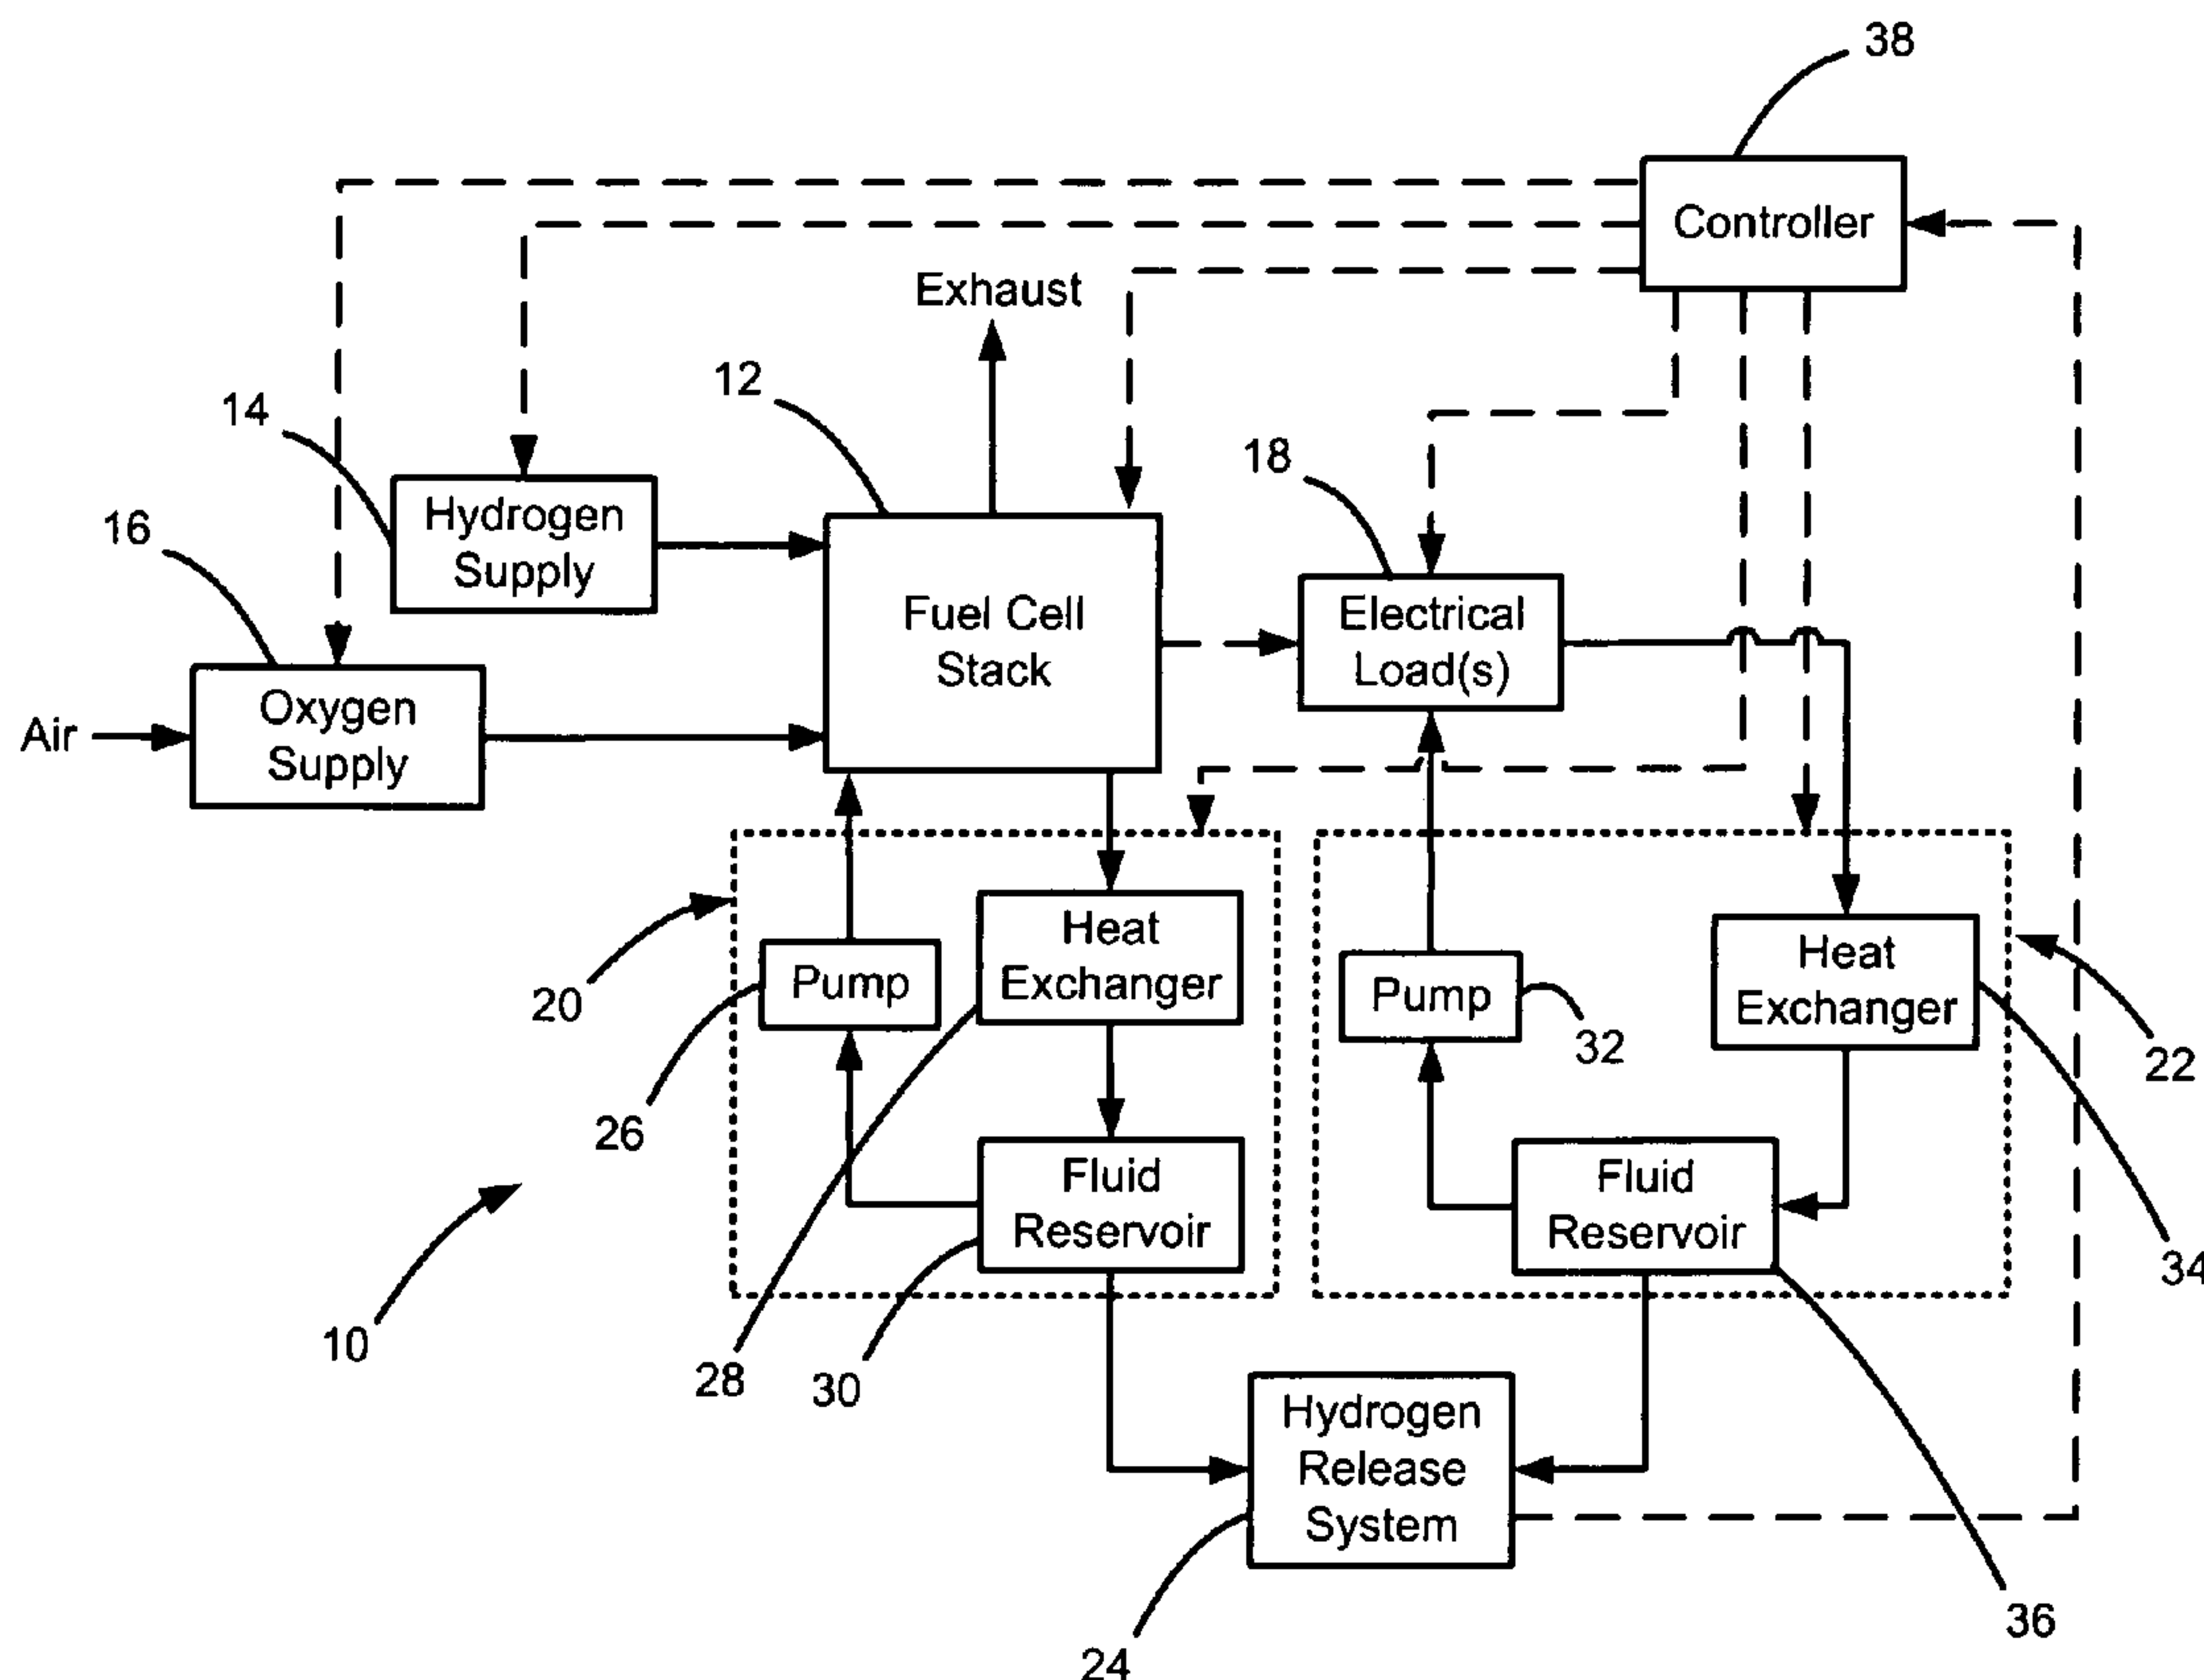 38
Controller
Exhaust
12
14
18
Hydrogen
Supply
16
Fuel Cell
Stack
Electrical
Load(s)
Oxygen
Supply
Air
Heat
Exchanger
Pump
20
Heat
Exchanger
Pump
32
22
26
Fluid
Reservoir
Fluid
Reservoir
34
10
28
30
Hydrogen
Release
System
36
24